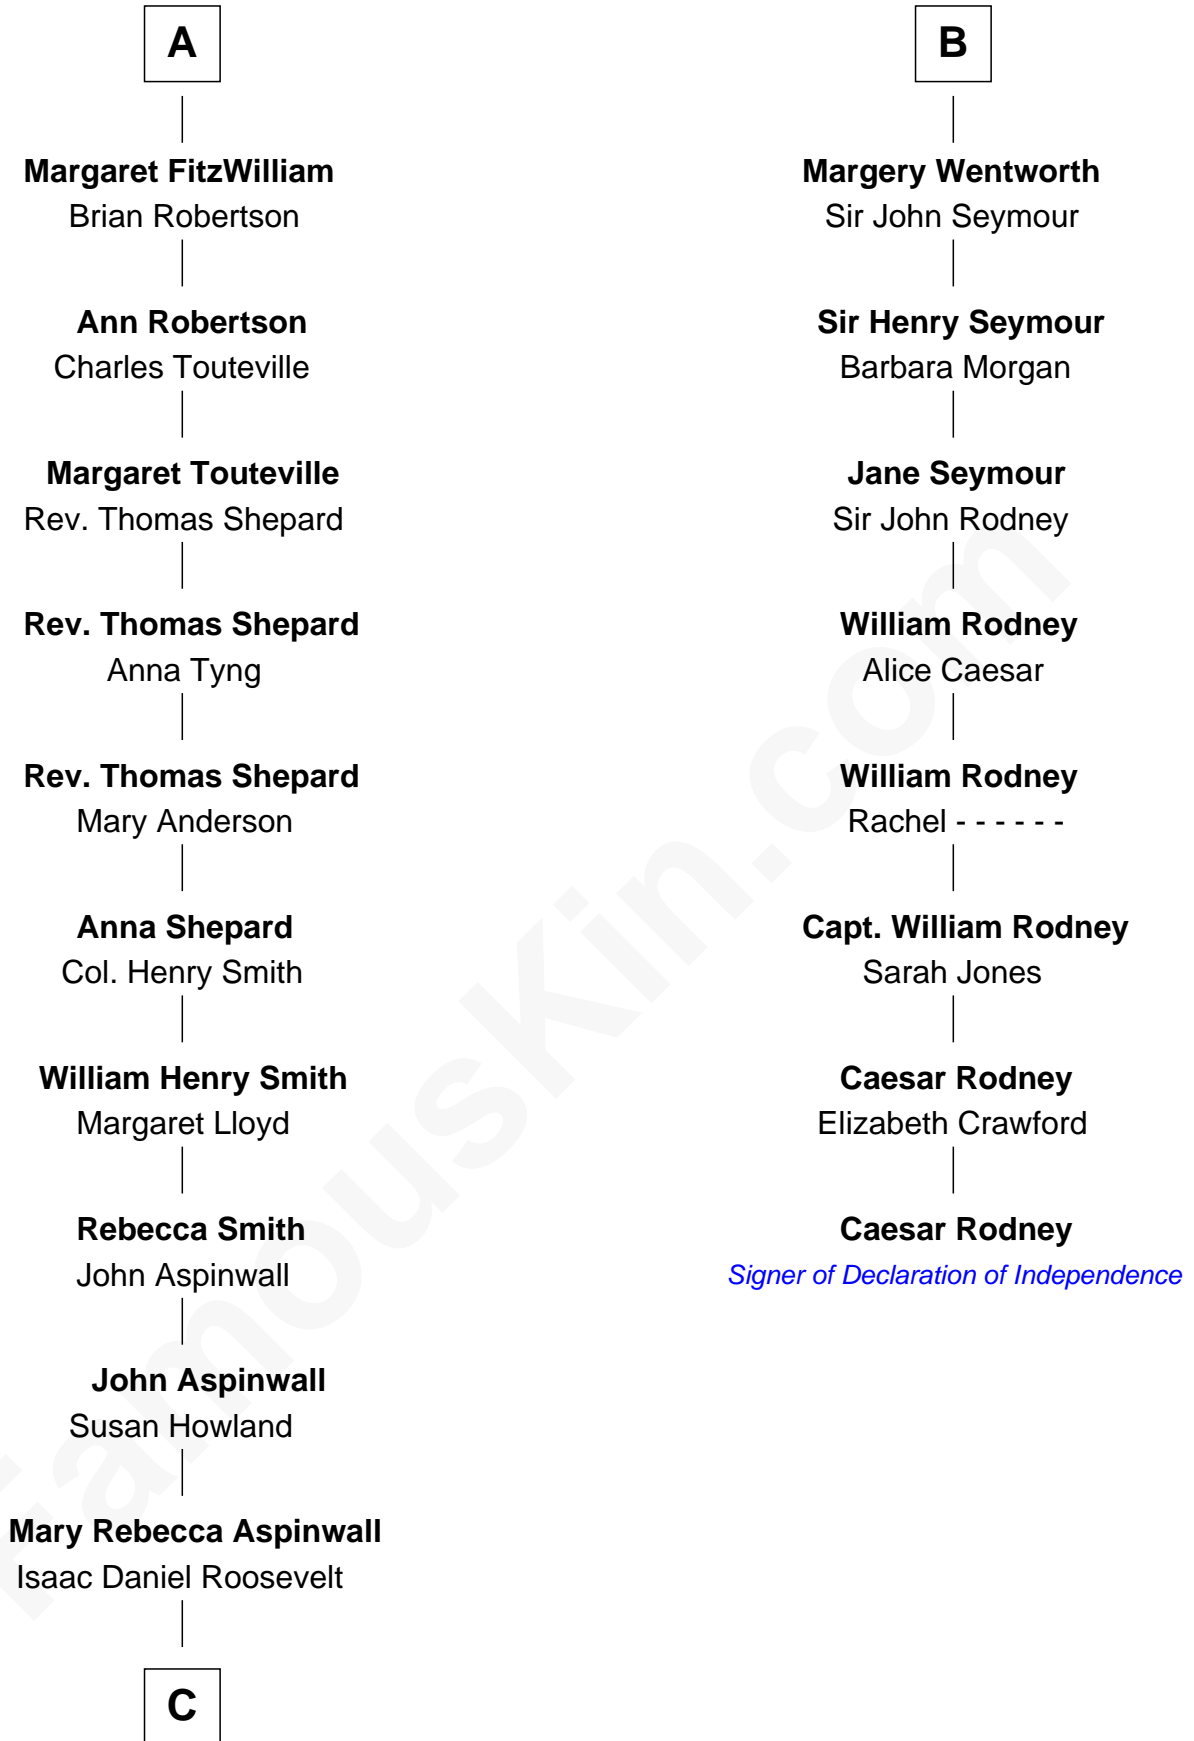 A
Margaret FitzWilliam
Brian Robertson
Ann Robertson
Charles Touteville
Margaret Touteville
Rev. Thomas Shepard
Rev. Thomas Shepard
Anna Tyng
Rev. Thomas Shepard
Mary Anderson
Anna Shepard
Col. Henry Smith
William Henry Smith
Margaret Lloyd
Rebecca Smith
John Aspinwall
John Aspinwall
Susan Howland
Mary Rebecca Aspinwall
Isaac Daniel Roosevelt
C
B
Margery Wentworth
Sir John Seymour
Sir Henry Seymour
Barbara Morgan
Jane Seymour
Sir John Rodney
William Rodney
Alice Caesar
William Rodney
Rachel - - - - - -
Capt. William Rodney
Sarah Jones
Caesar Rodney
Elizabeth Crawford
Caesar Rodney
Signer of Declaration of Independence
FamousKin.com